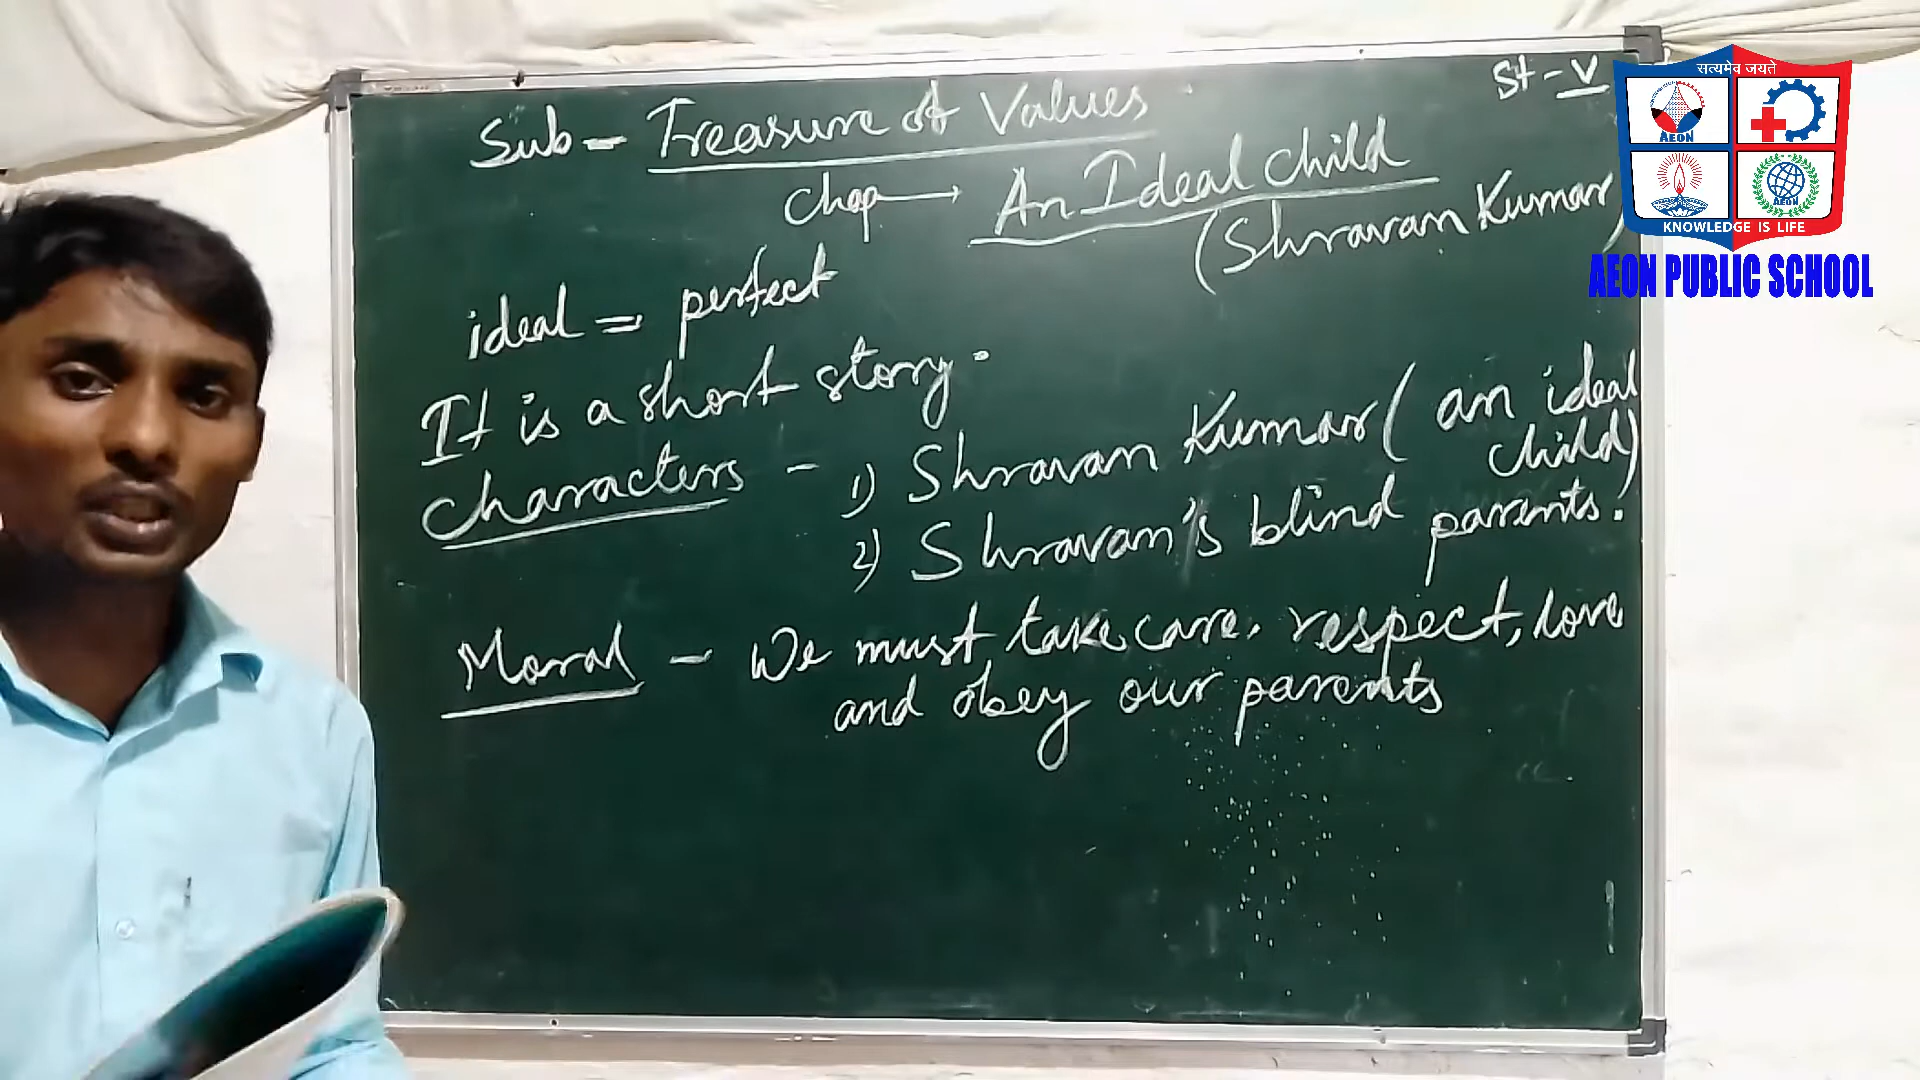 St - V
Sub - Treasure of Values
Chap → An Ideal Child
(Shravan Kumar)
ideal = perfect
It is a short story.
Characters - 1) Shravan Kumar ( an ideal
child)
2) Shravan's blind parents.
Moral - We must take care, respect, love
and obey our parents
सत्यमेव जयते
AEON
AEON
KNOWLEDGE IS LIFE
AEON PUBLIC SCHOOL